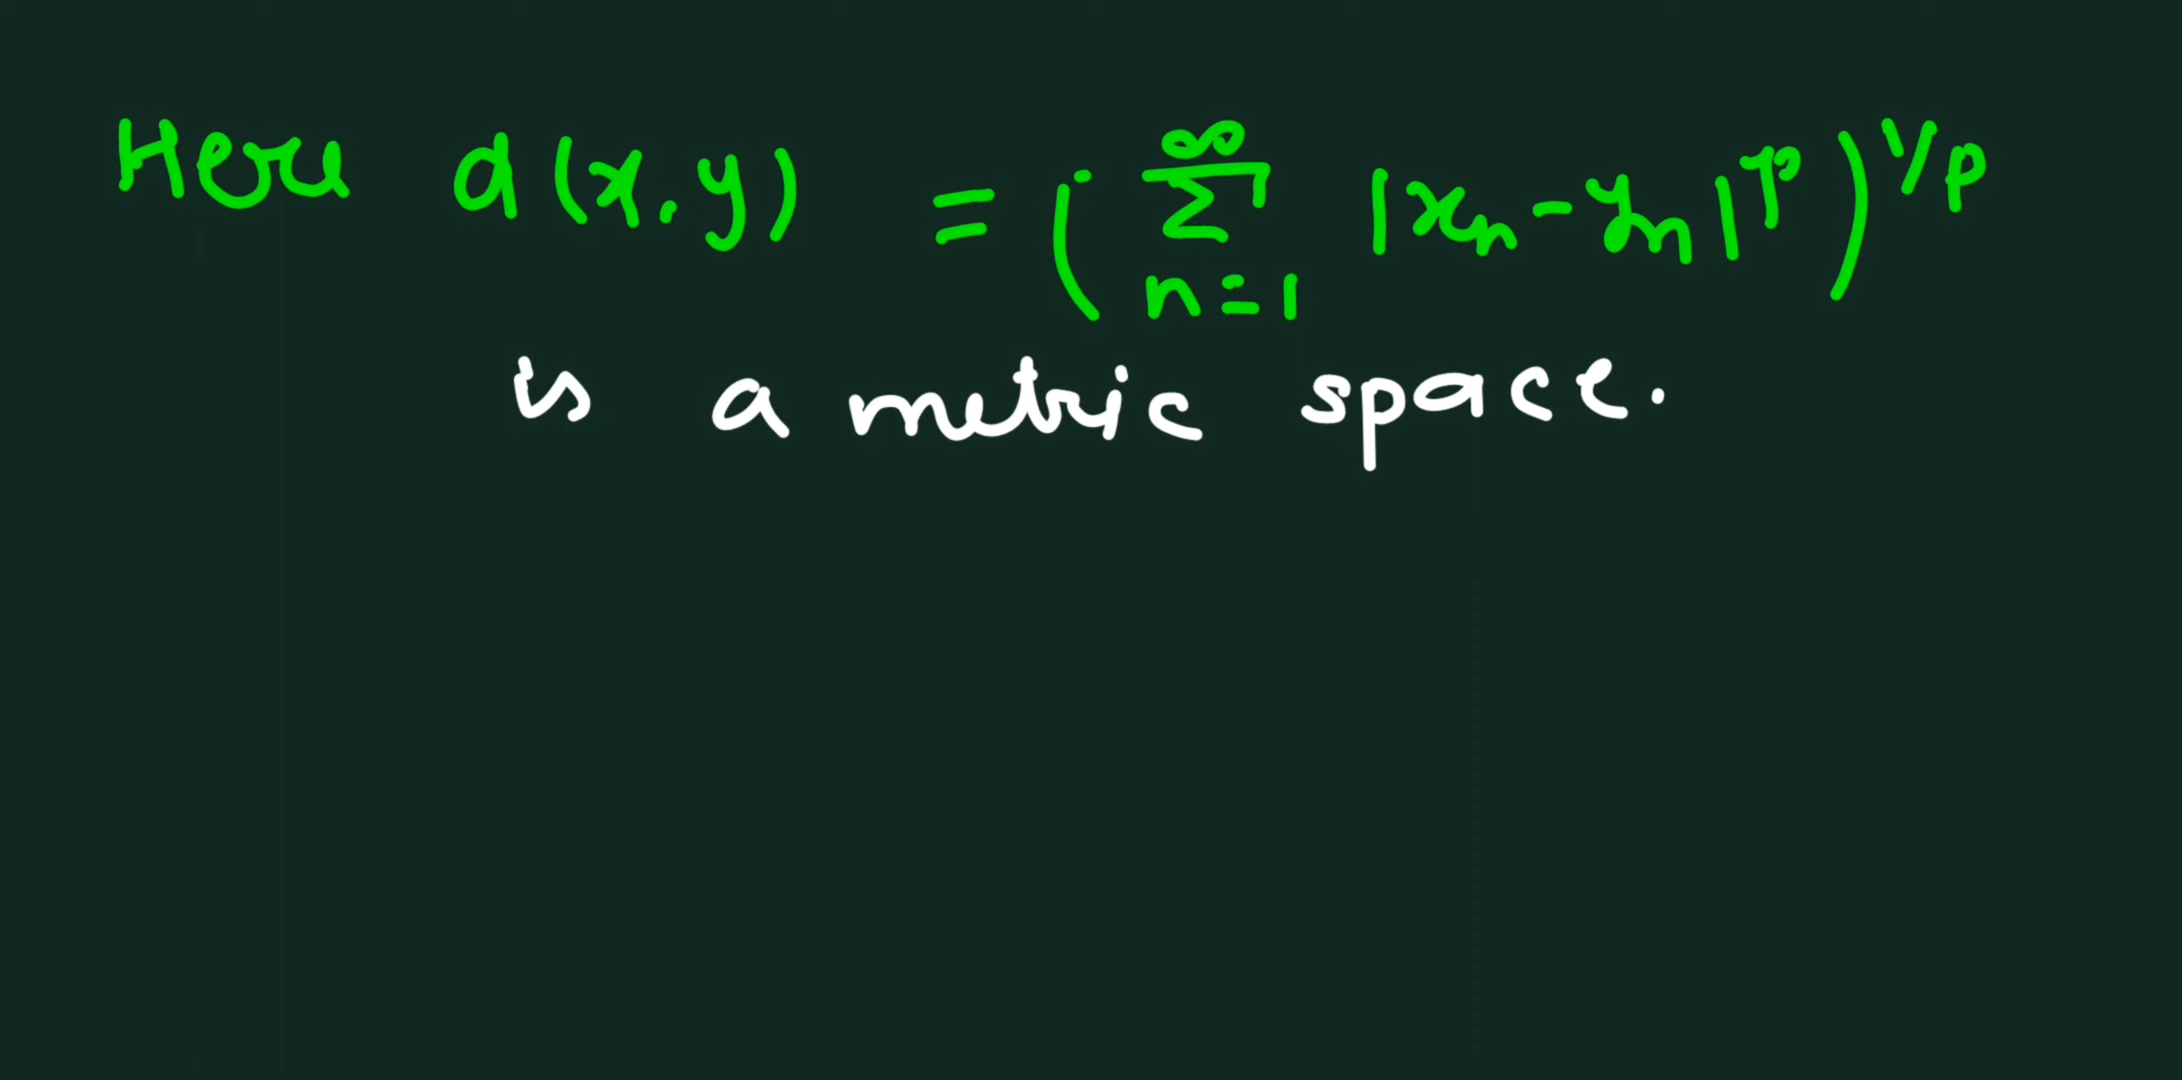 Here d(x,y) = (∑_{n=1}^{∞} |x_n - y_n|^p)^{1/p}
is a metric space.